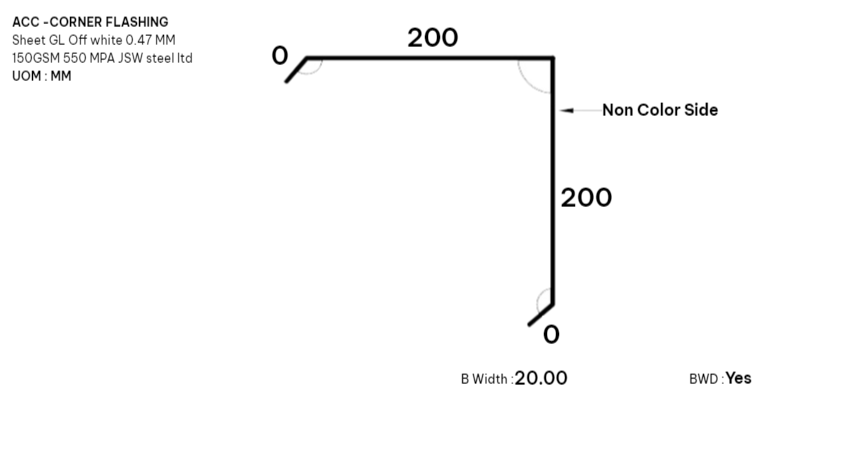 ACC -CORNER FLASHING
Sheet GL Off white 0.47 MM
150GSM 550 MPA JSW steel ltd
UOM : MM
200
0
Non Color Side
200
0
B Width :20.00
BWD :Yes